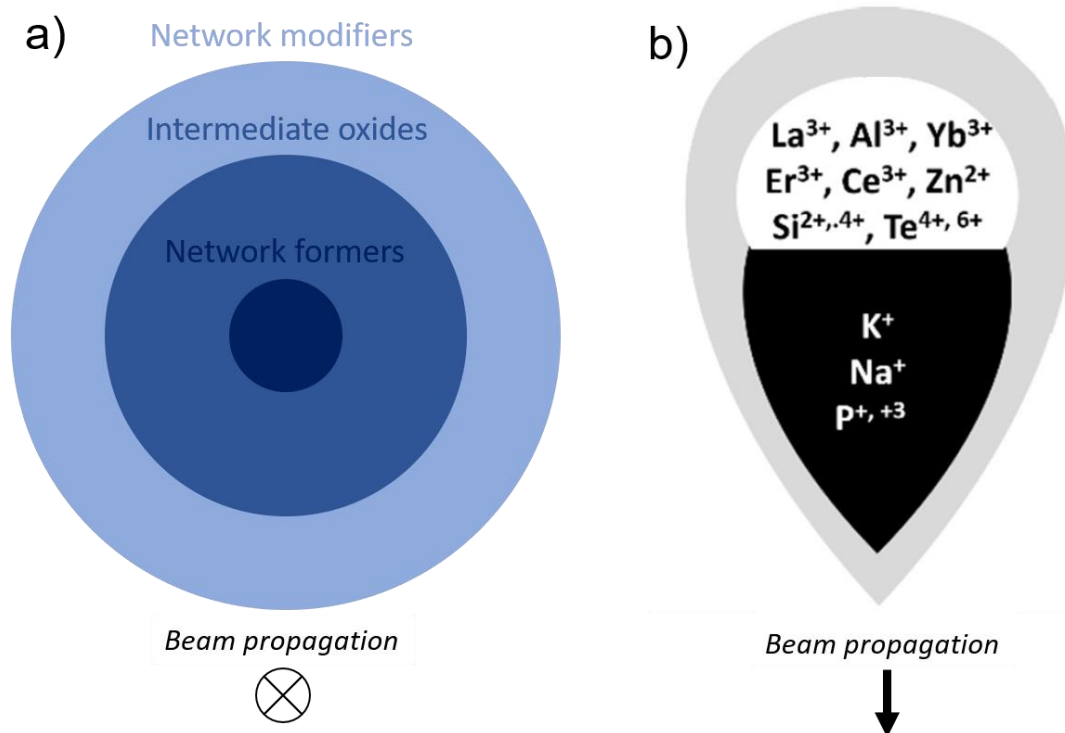 a)
Network modifiers
Intermediate oxides
Network formers
Beam propagation
b)
La³⁺, Al³⁺, Yb³⁺
Er³⁺, Ce³⁺, Zn²⁺
Si²⁺,.⁴⁺, Te⁴⁺, ⁶⁺
K⁺
Na⁺
P⁺, ⁺³
Beam propagation